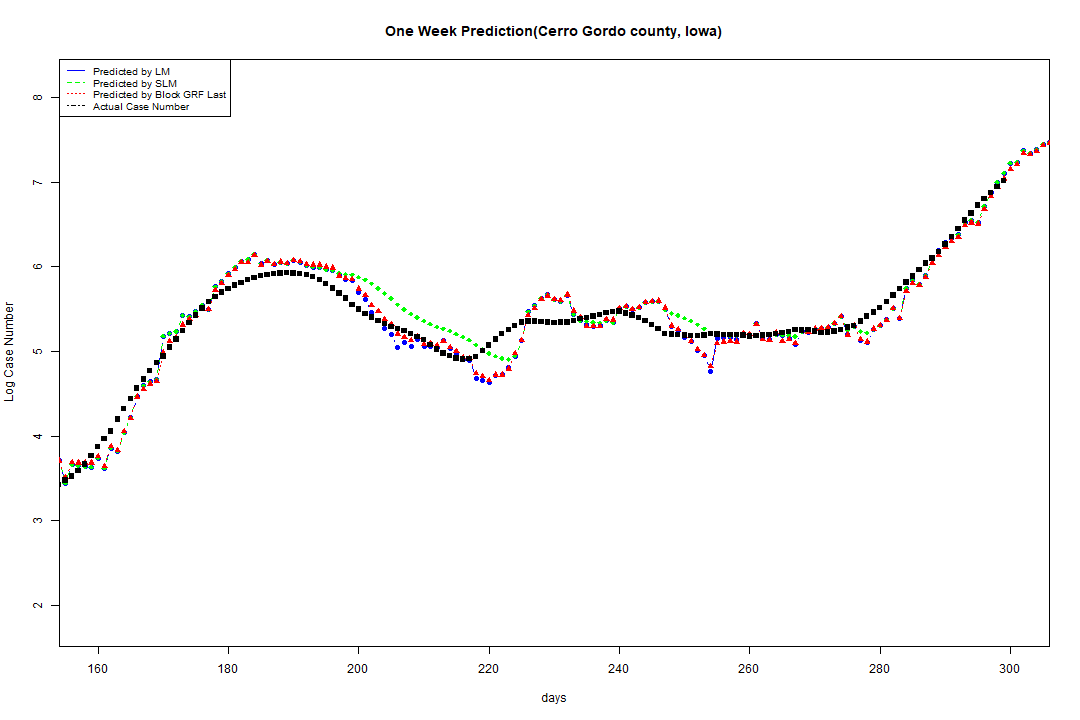 One Week Prediction(Cerro Gordo county, Iowa)
Predicted by LM
Predicted by SLM
Predicted by Block GRF Last
Actual Case Number
8
7
6
5
4
3
2
Log Case Number
160 180 200 220 240 260 280 300
days